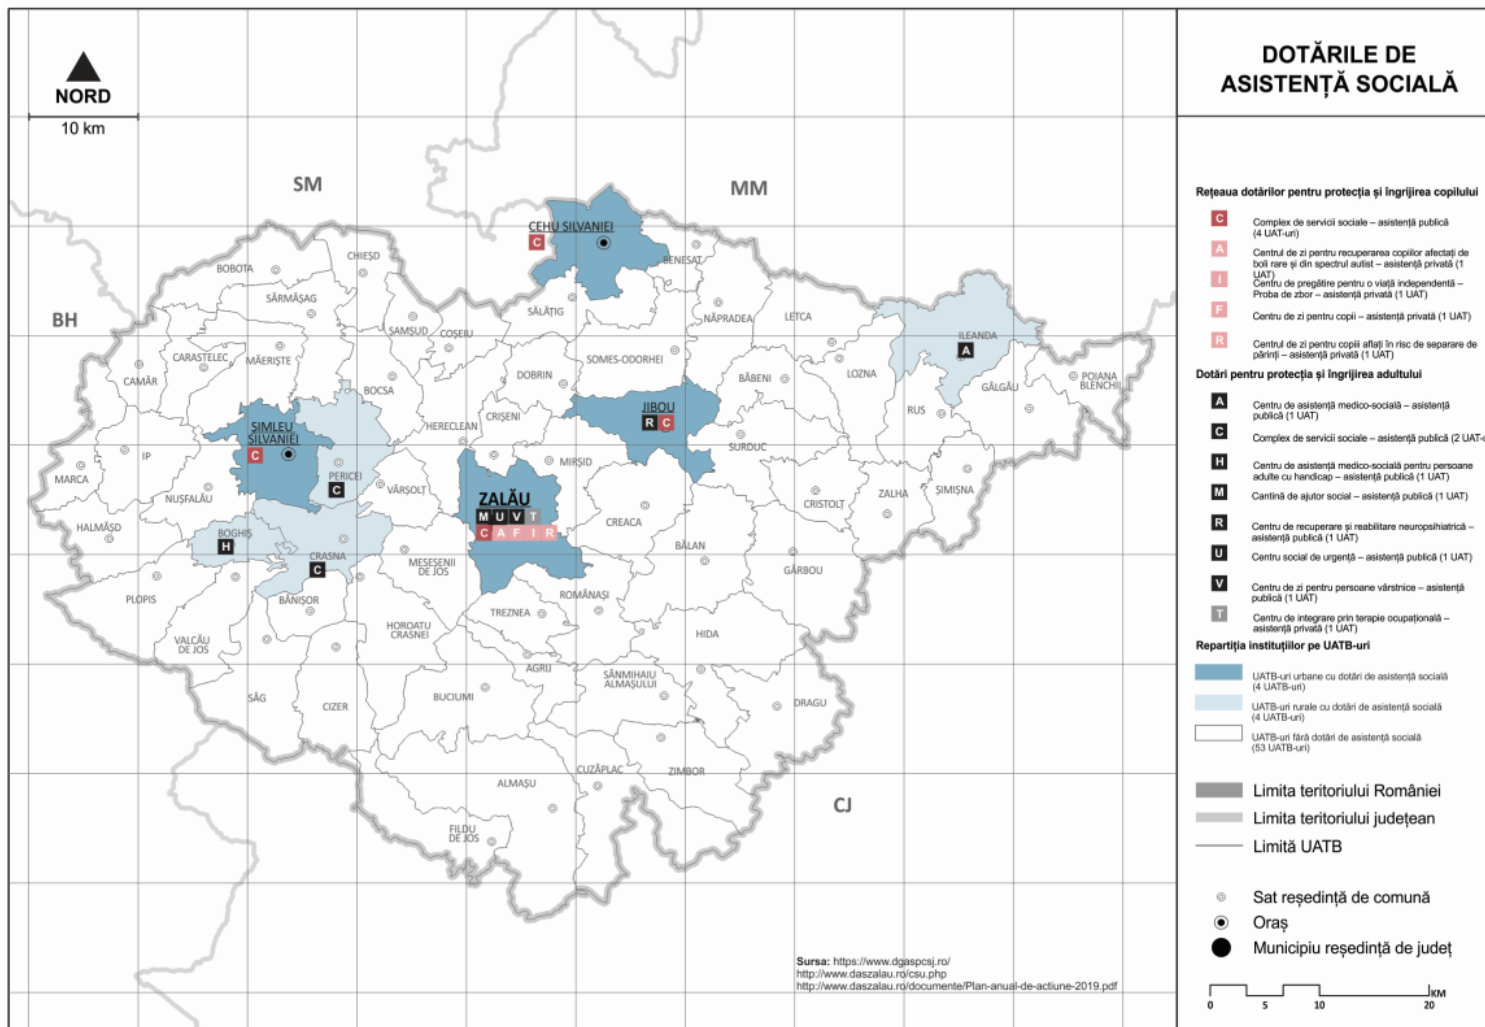 NORD
10 km
SM
MM
BH
CJ
CEHU SILVANIEI
C
BENESAT
BOBOTA
CHIEȘD
SĂRMĂȘAG
SĂLĂȚIG
SAMȘUD
COȘEIU
NĂPRADEA
LETCA
ILEANDA
A
CARASTELEC
MĂERIȘTE
CAMĂR
SOMES-ODORHEI
DOBRIN
BĂBENI
LOZNA
GÂLGĂU
POIANA
BLENCHII
BOCSA
JIBOU
R C
CRIȘENI
HERECLEAN
RUS
SIMLEU
SILVANIEI
C
SURDUC
IP
MARCA
PERICEI
C
MIRȘID
NUȘFALĂU
VÂRȘOLȚ
ZALĂU
M U V T
C A F I R
CREACA
CRISTOLȚ
ZALHA
ȘIMIȘNA
HALMĂȘD
BOGHIȘ
H
CRASNA
C
BĂLAN
MESESENII
DE JOS
GÂRBOU
PLOPIS
BĂNIȘOR
ROMÂNAȘI
TREZNEA
HOROATU
CRASNEI
VALCĂU
DE JOS
HIDA
AGRIJ
SÂNMIHAIU
ALMAȘULUI
SÂG
CIZER
BUCIUMI
DRAGU
CUZĂPLAC
ZIMBOR
ALMAȘU
FILDU
DE JOS
Sursa: https://www.dgaspcsj.ro/
http://www.daszalau.ro/csu.php
http://www.daszalau.ro/documente/Plan-anual-de-actiune-2019.pdf
DOTĂRILE DE
ASISTENȚĂ SOCIALĂ
Rețeaua dotărilor pentru protecția și îngrijirea copilului
C Complex de servicii sociale – asistență publică
(4 UAT-uri)
A Centrul de zi pentru recuperarea copiilor afectați de
boli rare și din spectrul autist – asistență privată (1
UAT)
I Centru de pregătire pentru o viață independentă –
Proba de zbor – asistență privată (1 UAT)
F Centru de zi pentru copii – asistență privată (1 UAT)
R Centrul de zi pentru copiii aflați în risc de separare de
părinți – asistență privată (1 UAT)
Dotări pentru protecția și îngrijirea adultului
A Centru de asistență medico-socială – asistență
publică (1 UAT)
C Complex de servicii sociale – asistență publică (2 UAT-u
H Centru de asistență medico-socială pentru persoane
adulte cu handicap – asistență publică (1 UAT)
M Cantină de ajutor social – asistență publică (1 UAT)
R Centru de recuperare și reabilitare neuropsihiatrică –
asistență publică (1 UAT)
U Centru social de urgență – asistență publică (1 UAT)
V Centru de zi pentru persoane vârstnice – asistență
publică (1 UAT)
T Centru de integrare prin terapie ocupațională –
asistență privată (1 UAT)
Repartiția instituțiilor pe UATB-uri
UATB-uri urbane cu dotări de asistență socială
(4 UATB-uri)
UATB-uri rurale cu dotări de asistență socială
(4 UATB-uri)
UATB-uri fără dotări de asistență socială
(53 UATB-uri)
Limita teritoriului României
Limita teritoriului județean
Limită UATB
Sat reședință de comună
Oraș
Municipiu reședință de județ
KM
0 5 10 20